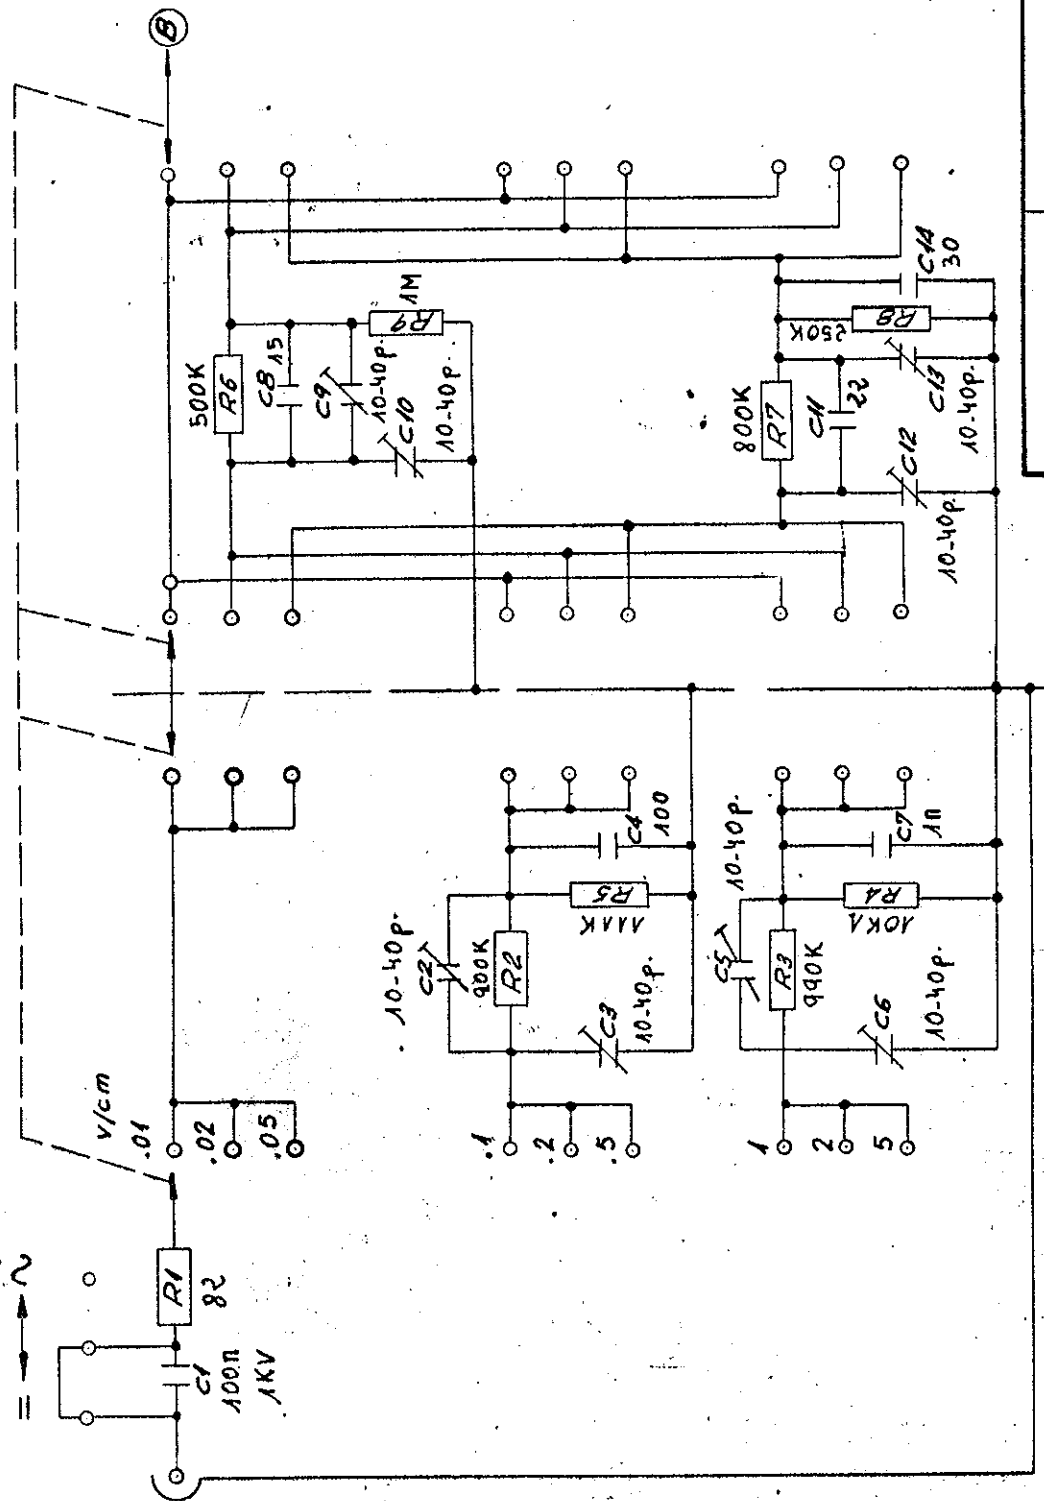 = ~
C1
100n
1KV
R1
82
V/cm
.01
.02
.05
.1
.2
.5
1
2
5
10-40p.
C2
900K
R2
C3
10-40p.
R5
111K
C4
100
10-40p.
C5
R3
990K
C6
10-40p.
R4
10K1
C7
1n
500K
R6
C8
15
C9
10-40p.
C10
10-40p.
R9
1M
800K
R7
C11
22
C12
10-40p.
C13
10-40p.
250K
R8
C14
30
B